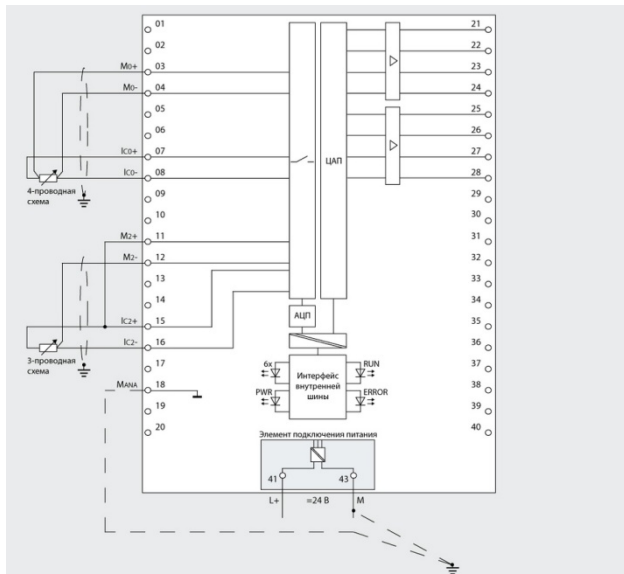 01
02
M0+ 03
M0- 04
05
06
IC0+ 07
IC0- 08
4-проводная
схема
09
10
M2+ 11
M2- 12
13
14
IC2+ 15
IC2- 16
3-проводная
схема
17
MANA 18
19
20
ЦАП
АЦП
6x
RUN
PWR
ERROR
Интерфейс
внутренней
шины
Элемент подключения питания
41
43
L+ =24 В M
21
22
23
24
25
26
27
28
29
30
31
32
33
34
35
36
37
38
39
40